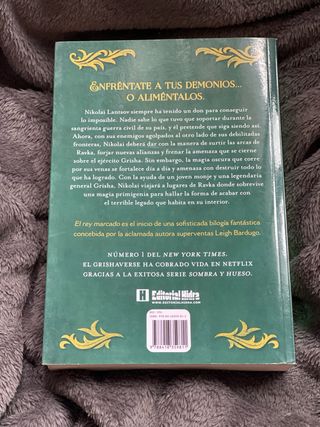 ENFRÉNTATE A TUS DEMONIOS...
O ALIMÉNTALOS.
Nikolai Lantsov siempre ha tenido un don para conseguir
lo imposible. Nadie sabe lo que tuvo que soportar durante la
sangrienta guerra civil de su país, y él pretende que siga siendo así.
Ahora, con sus enemigos agolpados al otro lado de sus debilitadas
fronteras, Nikolai deberá dar con la manera de surtir las arcas de
Ravka, forjar nuevas alianzas y frenar la amenaza que se cierne
sobre el ejército Grisha. Sin embargo, la magia oscura que corre
por sus venas se fortalece día a día y amenaza con destruir todo lo
que ha logrado. Con la ayuda de un joven monje y una legendaria
general Grisha, Nikolai viajará a lugares de Ravka donde sobrevive
una magia primigenia para hallar la forma de acabar con
el terrible legado que habita en su interior.
El rey marcado es el inicio de una sofisticada bilogía fantástica
concebida por la aclamada autora superventas Leigh Bardugo.
NÚMERO 1 DEL NEW YORK TIMES.
EL GRISHAVERSE HA COBRADO VIDA EN NETFLIX
GRACIAS A LA EXITOSA SERIE SOMBRA Y HUESO.
H Editorial Hidra
WWW.EDITORIALHIDRA.COM